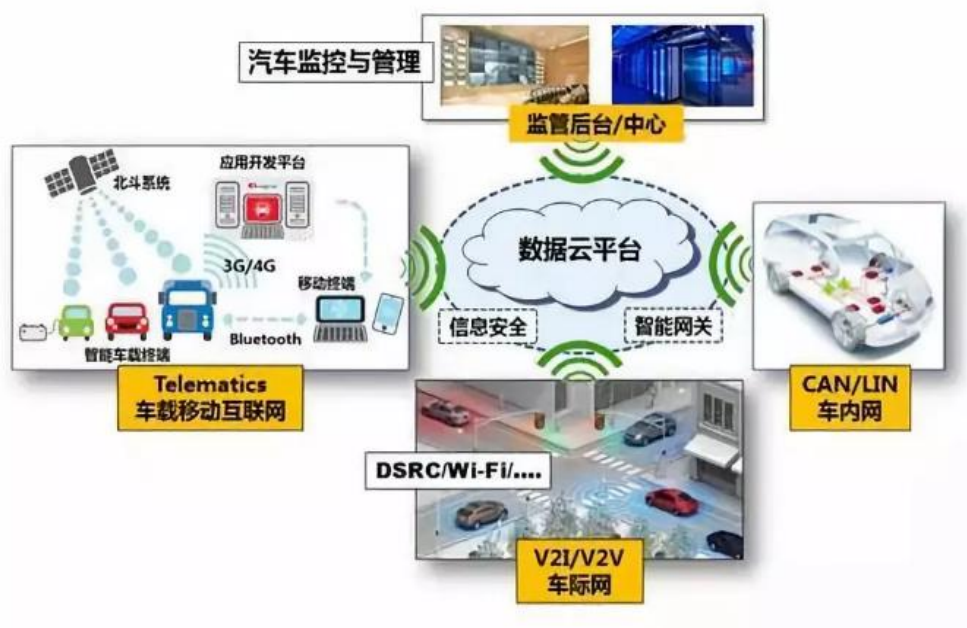 汽车监控与管理
监管后台/中心
北斗系统
应用开发平台
3G/4G
移动终端
Bluetooth
智能车载终端
Telematics
车载移动互联网
数据云平台
信息安全
智能网关
CAN/LIN
车内网
DSRC/Wi-Fi/....
V2I/V2V
车际网